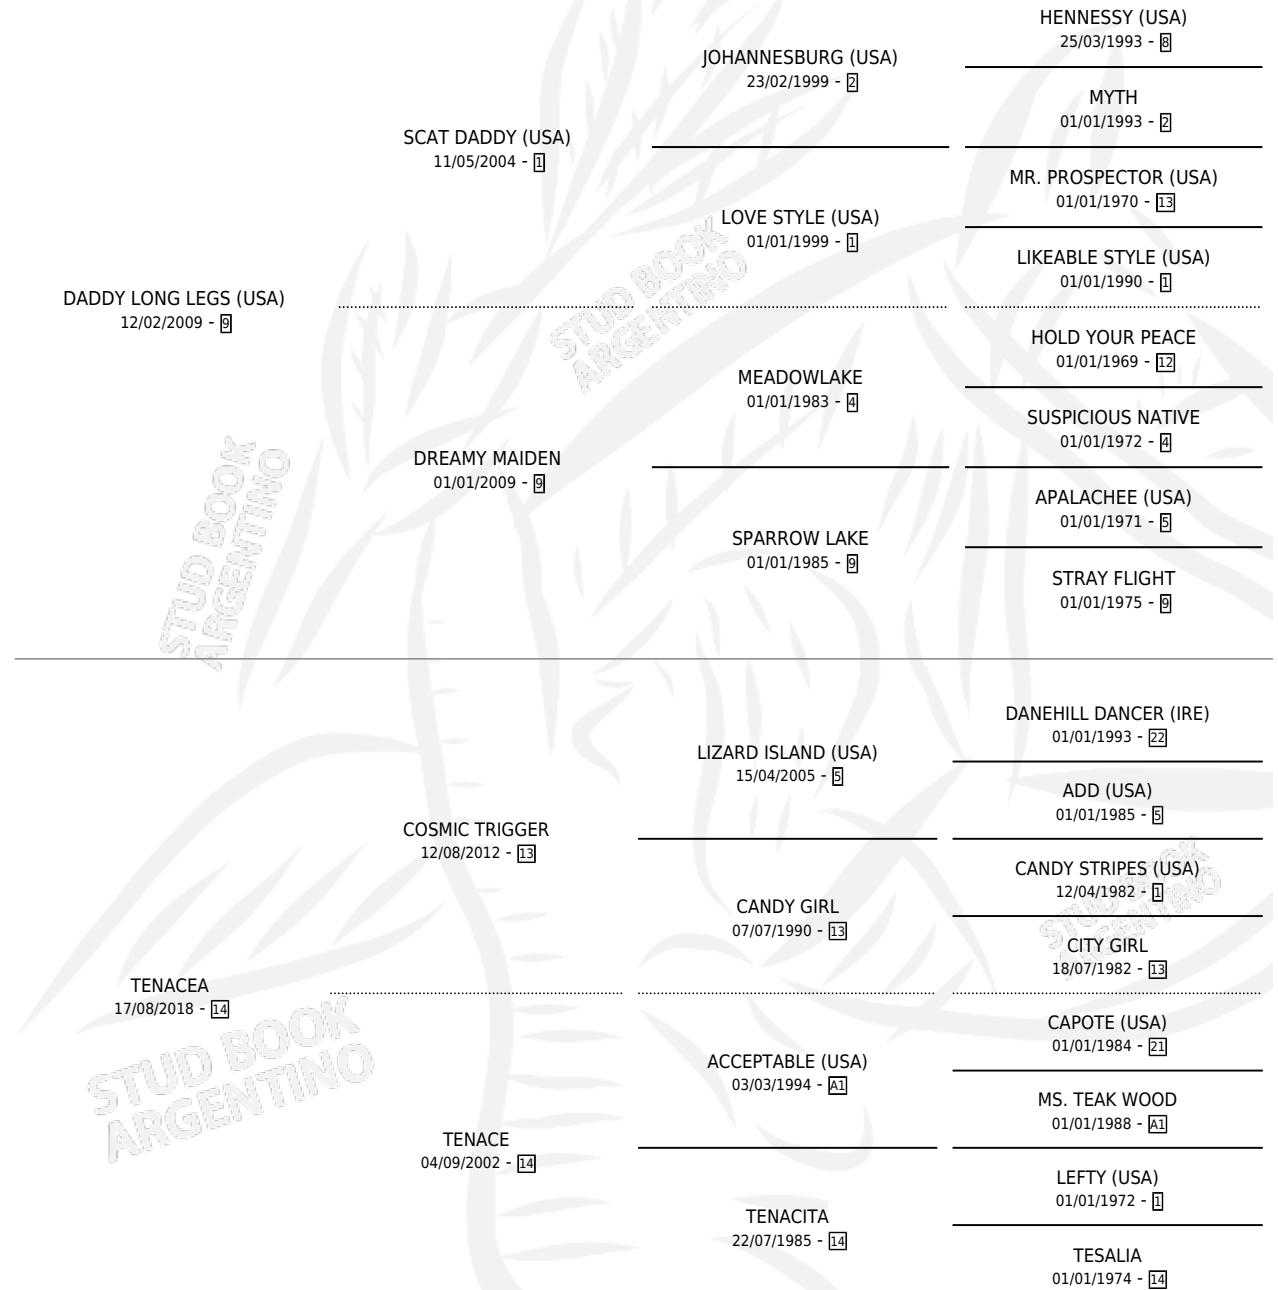 HENNESSY (USA)
25/03/1993 - 8
JOHANNESBURG (USA)
23/02/1999 - 2
MYTH
01/01/1993 - 2
SCAT DADDY (USA)
11/05/2004 - 1
MR. PROSPECTOR (USA)
01/01/1970 - 13
LOVE STYLE (USA)
01/01/1999 - 1
LIKEABLE STYLE (USA)
01/01/1990 - 1
DADDY LONG LEGS (USA)
12/02/2009 - 9
HOLD YOUR PEACE
01/01/1969 - 12
MEADOWLAKE
01/01/1983 - 4
SUSPICIOUS NATIVE
01/01/1972 - 4
DREAMY MAIDEN
01/01/2009 - 9
APALACHEE (USA)
01/01/1971 - 5
SPARROW LAKE
01/01/1985 - 9
STRAY FLIGHT
01/01/1975 - 9
DANEHILL DANCER (IRE)
01/01/1993 - 22
LIZARD ISLAND (USA)
15/04/2005 - 5
ADD (USA)
01/01/1985 - 5
COSMIC TRIGGER
12/08/2012 - 13
CANDY STRIPES (USA)
12/04/1982 - 1
CANDY GIRL
07/07/1990 - 13
CITY GIRL
18/07/1982 - 13
TENACEA
17/08/2018 - 14
CAPOTE (USA)
01/01/1984 - 21
ACCEPTABLE (USA)
03/03/1994 - A1
MS. TEAK WOOD
01/01/1988 - A1
TENACE
04/09/2002 - 14
LEFTY (USA)
01/01/1972 - 1
TENACITA
22/07/1985 - 14
TESALIA
01/01/1974 - 14
STUD BOOK
ARGENTINO
STUD BOOK
ARGENTINO
STUD BOOK
ARGENTINO
STUD BOOK
ARGENTINO